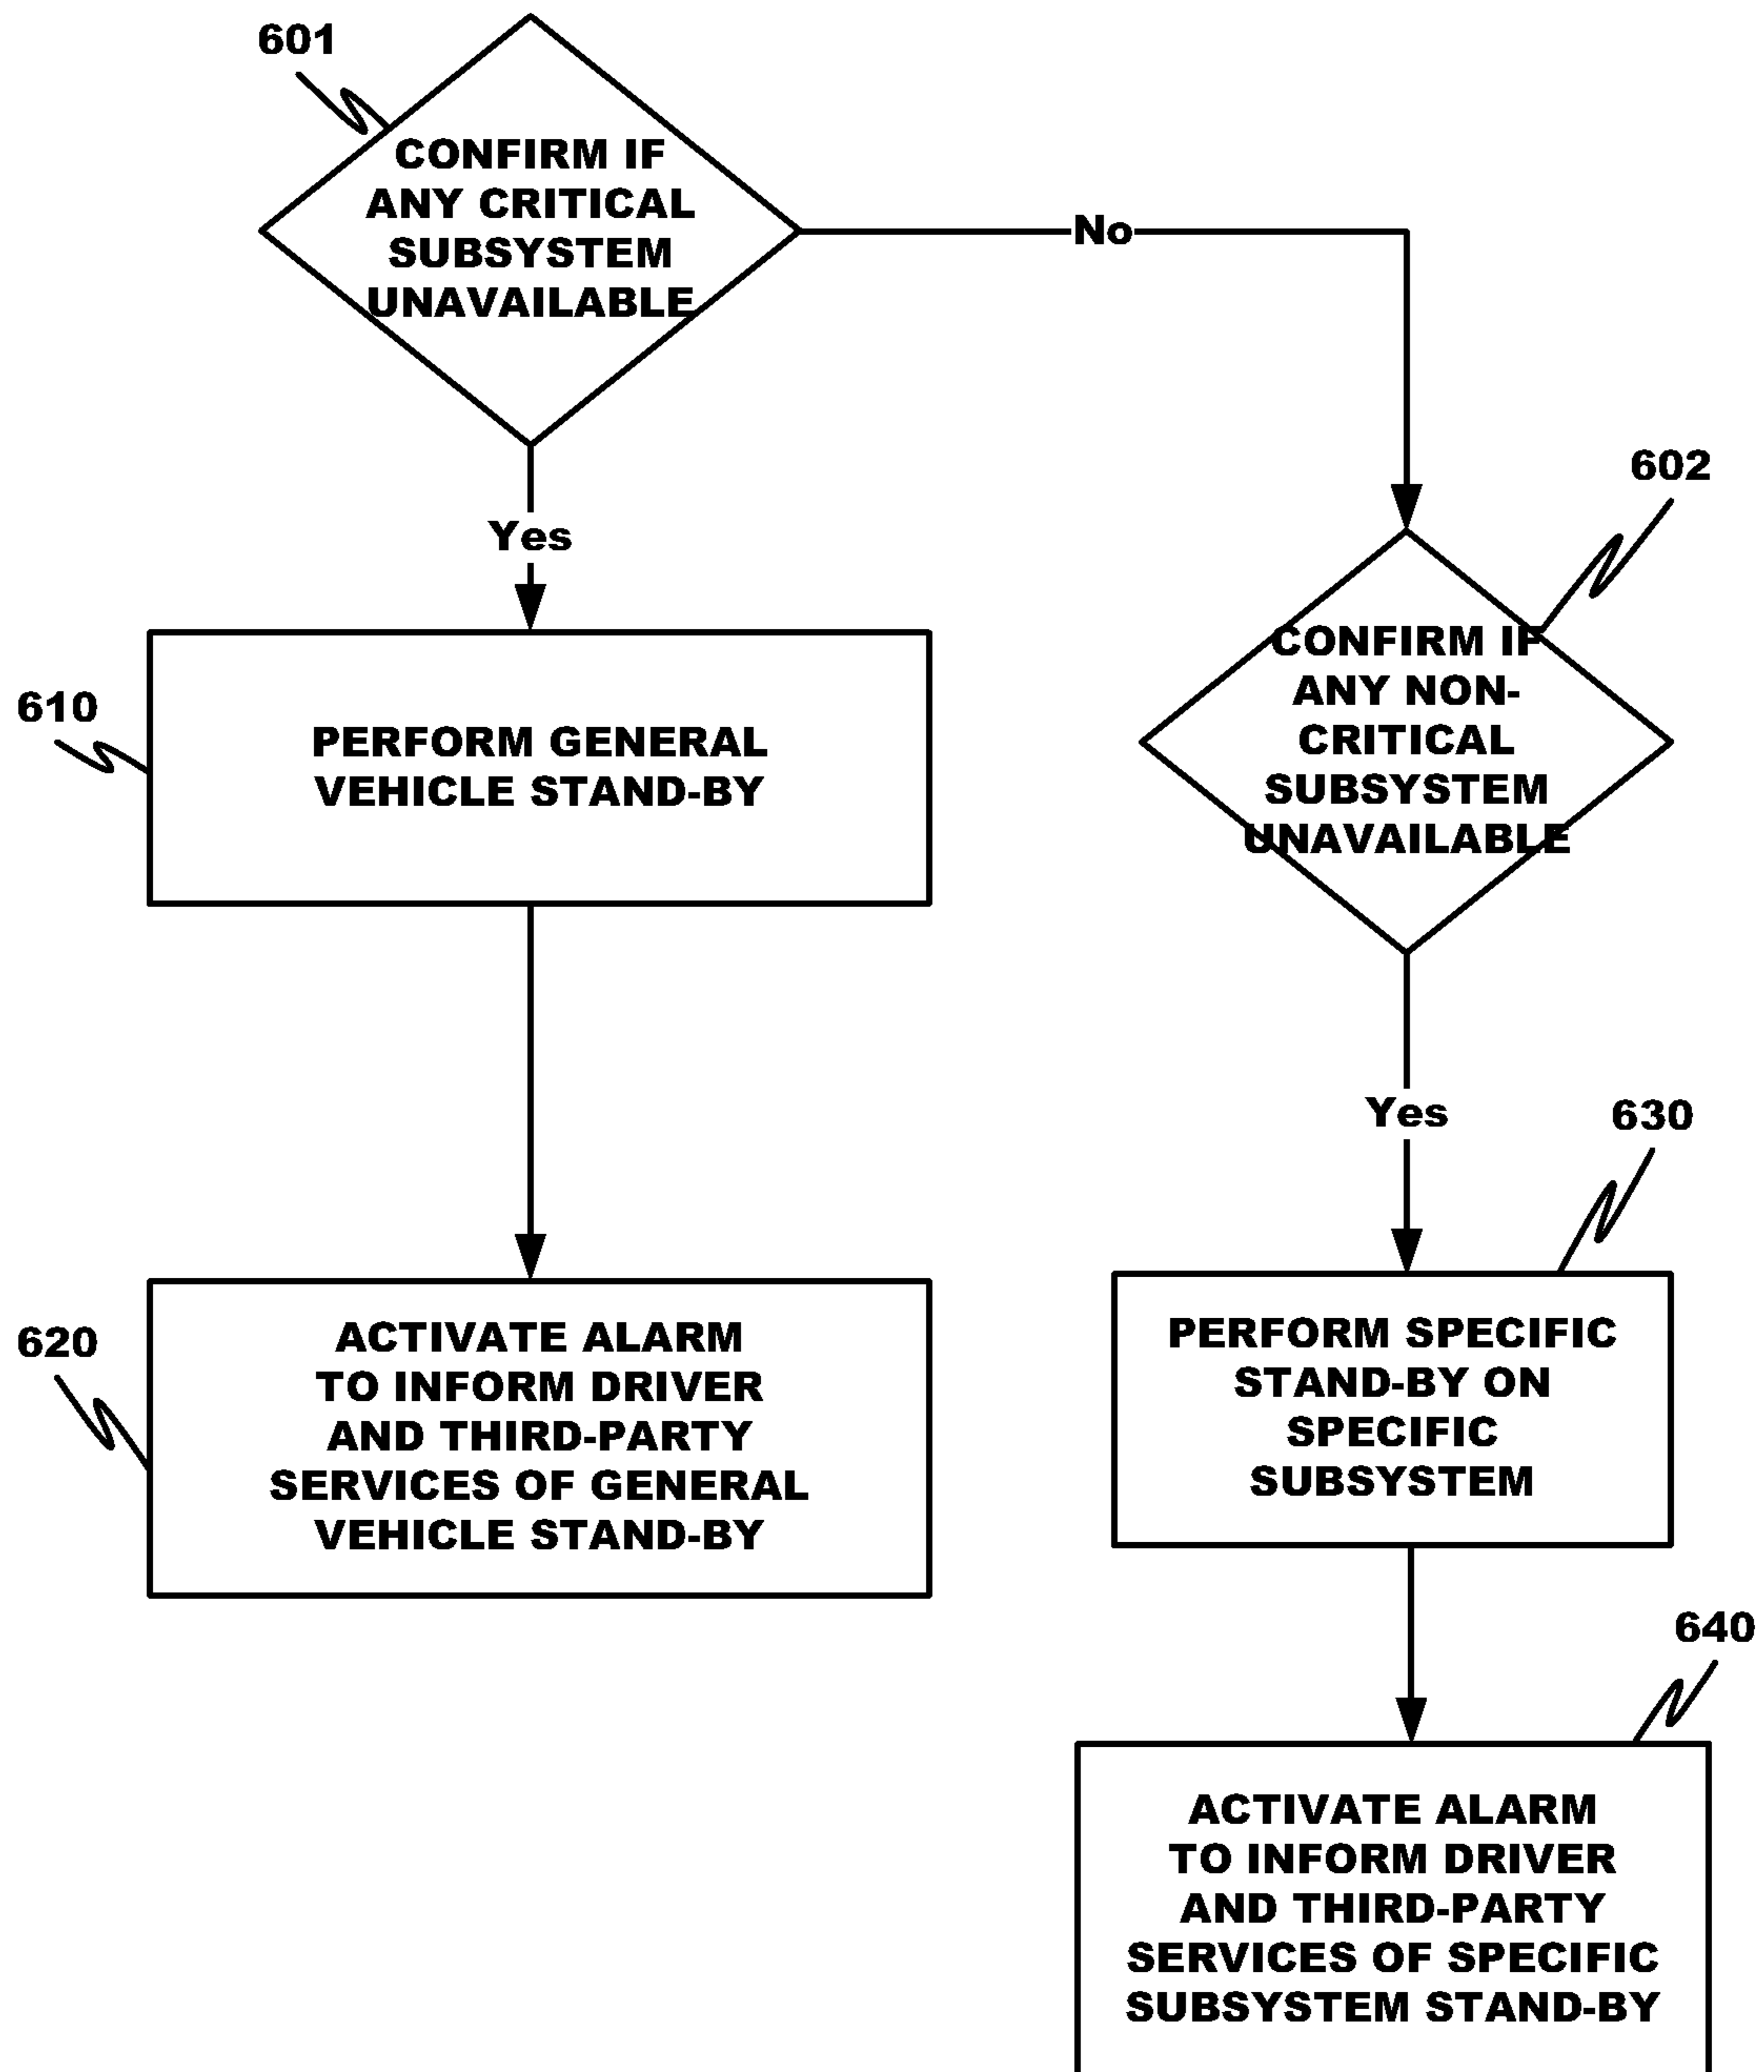 601
CONFIRM IF
ANY CRITICAL
SUBSYSTEM
UNAVAILABLE
No
Yes
602
CONFIRM IF
ANY NON-
CRITICAL
SUBSYSTEM
UNAVAILABLE
610
PERFORM GENERAL
VEHICLE STAND-BY
Yes
630
620
ACTIVATE ALARM
TO INFORM DRIVER
AND THIRD-PARTY
SERVICES OF GENERAL
VEHICLE STAND-BY
PERFORM SPECIFIC
STAND-BY ON
SPECIFIC
SUBSYSTEM
640
ACTIVATE ALARM
TO INFORM DRIVER
AND THIRD-PARTY
SERVICES OF SPECIFIC
SUBSYSTEM STAND-BY